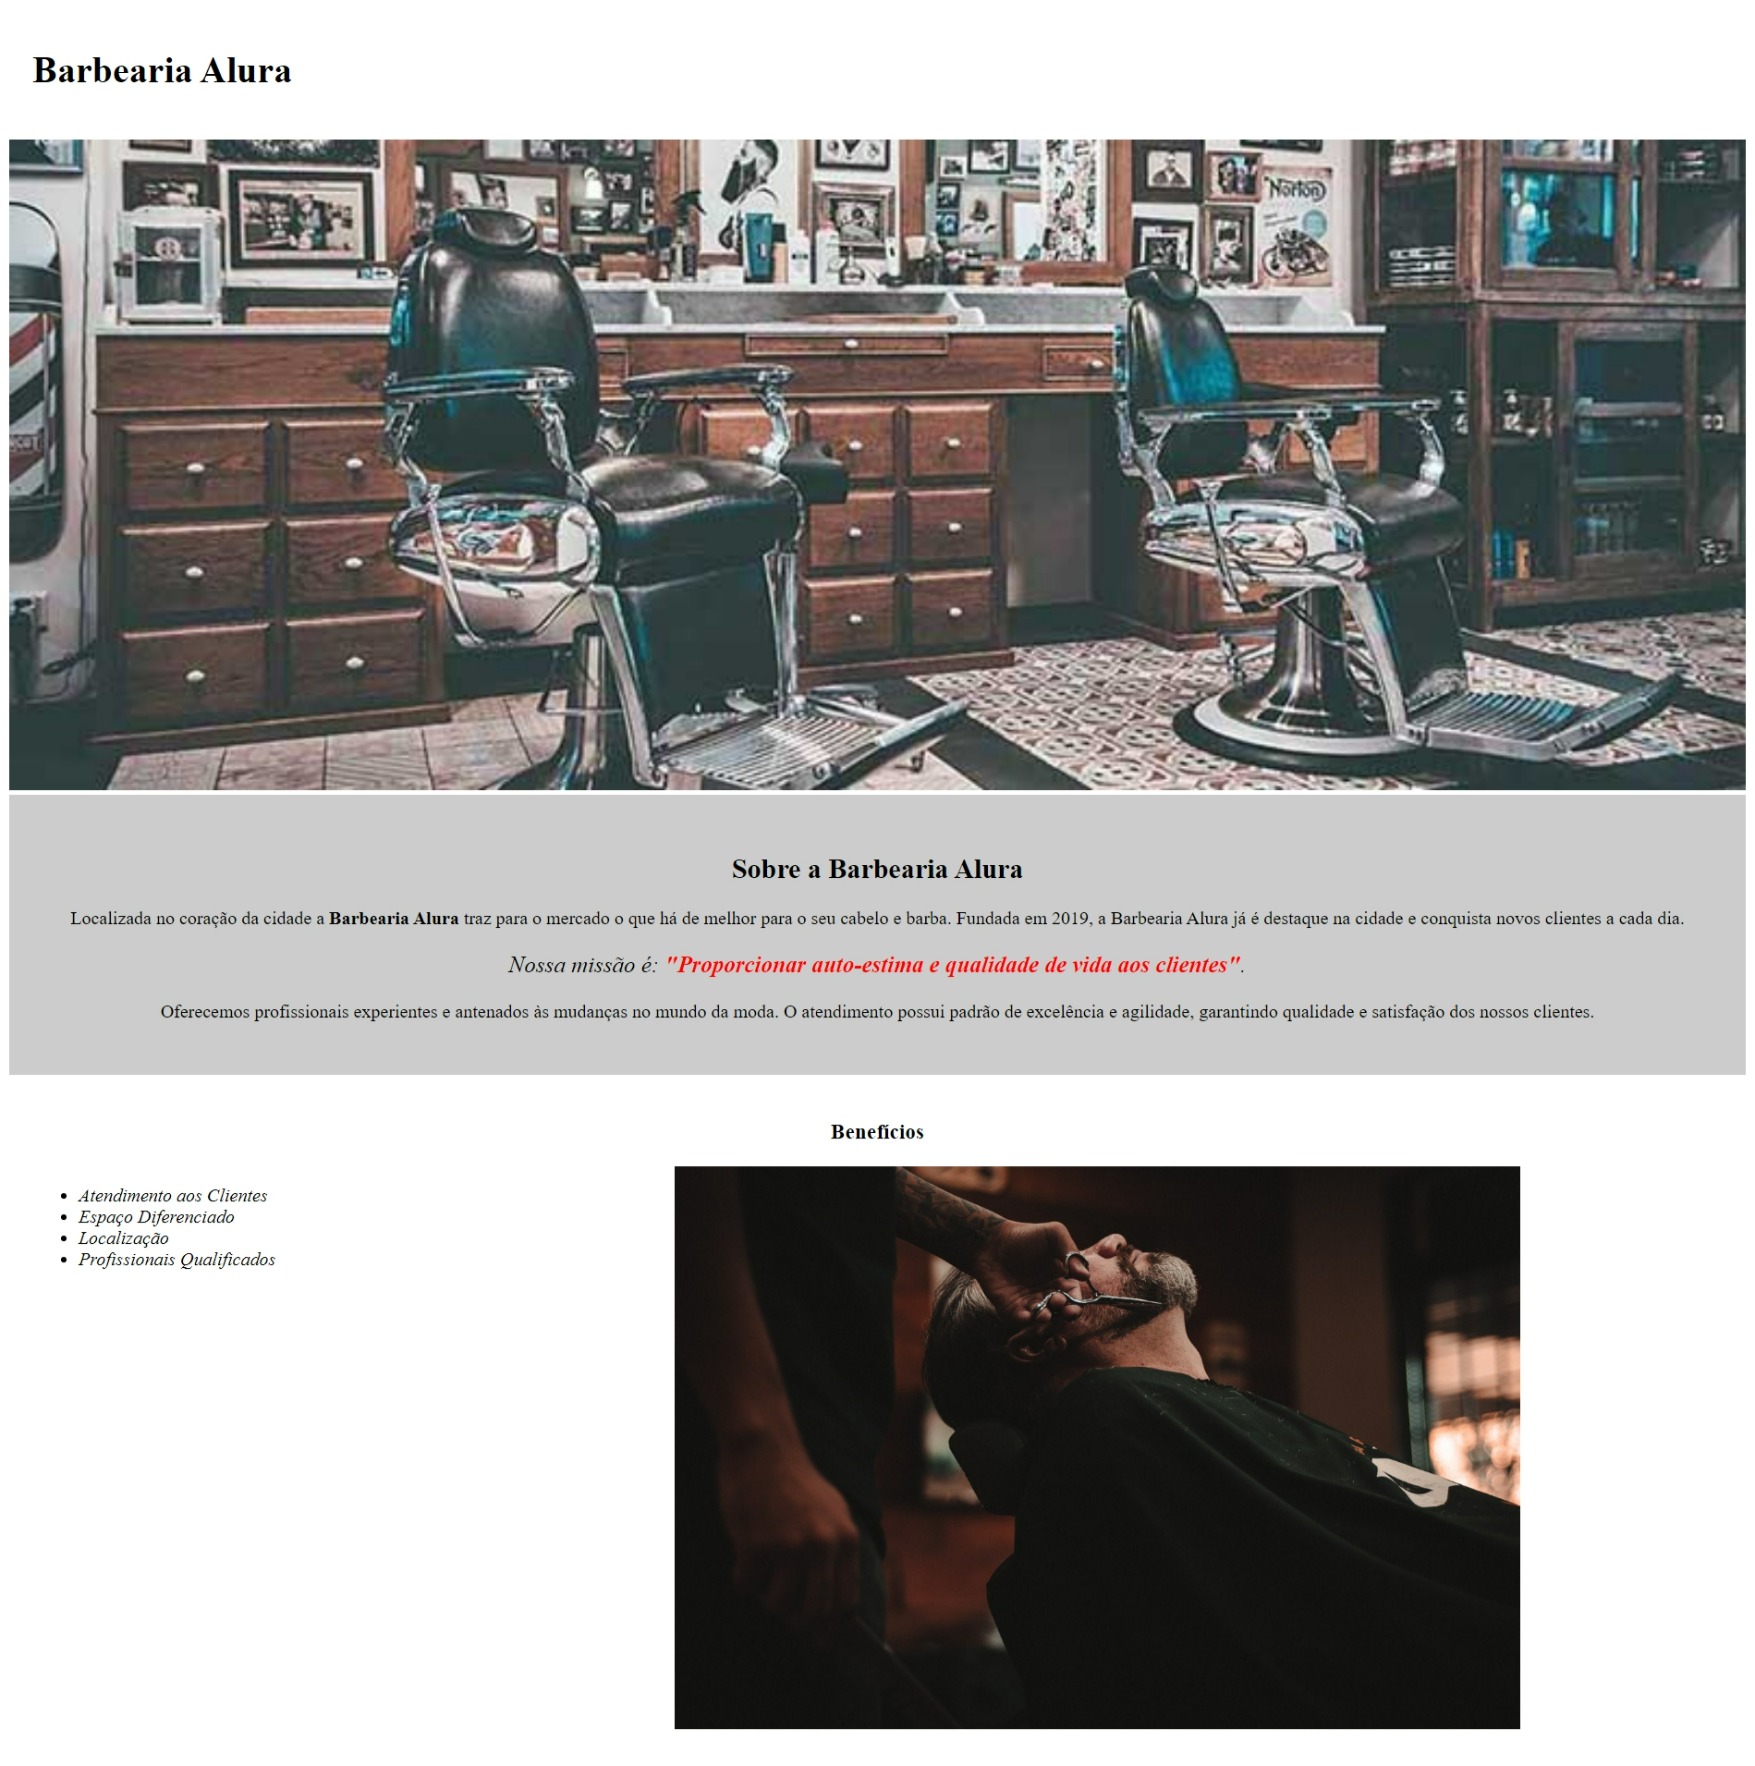 Barbearia Alura
Norton
Sobre a Barbearia Alura
Localizada no coração da cidade a Barbearia Alura traz para o mercado o que há de melhor para o seu cabelo e barba. Fundada em 2019, a Barbearia Alura já é destaque na cidade e conquista novos clientes a cada dia.
Nossa missão é: "Proporcionar auto-estima e qualidade de vida aos clientes".
Oferecemos profissionais experientes e antenados às mudanças no mundo da moda. O atendimento possui padrão de excelência e agilidade, garantindo qualidade e satisfação dos nossos clientes.
Benefícios
Atendimento aos Clientes
Espaço Diferenciado
Localização
Profissionais Qualificados